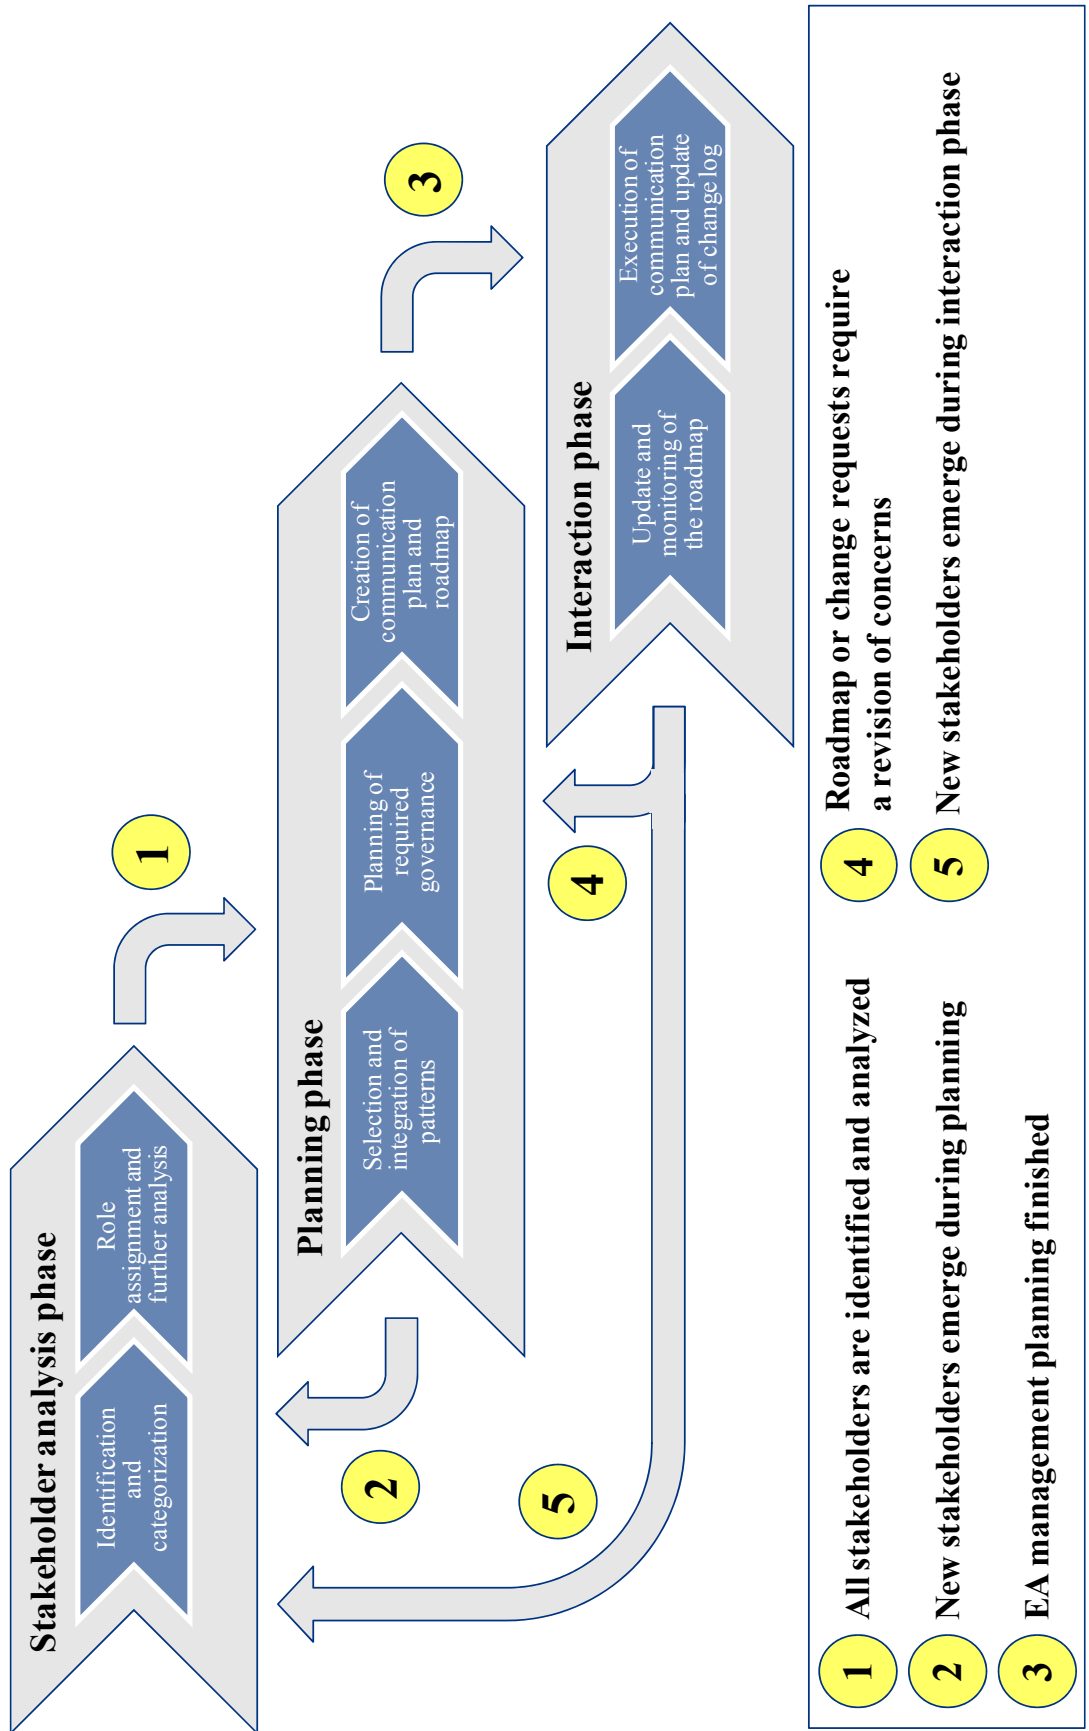 Stakeholder analysis phase
Identification
and
categorization
Role
assignment and
further analysis
1
Planning phase
Selection and
integration of
patterns
Planning of
required
governance
Creation of
communication
plan and
roadmap
2
3
Interaction phase
Update and
monitoring of
the roadmap
Execution of
communication
plan and update
of change log
4
5
1 All stakeholders are identified and analyzed
2 New stakeholders emerge during planning
3 EA management planning finished
4 Roadmap or change requests require
a revision of concerns
5 New stakeholders emerge during interaction phase